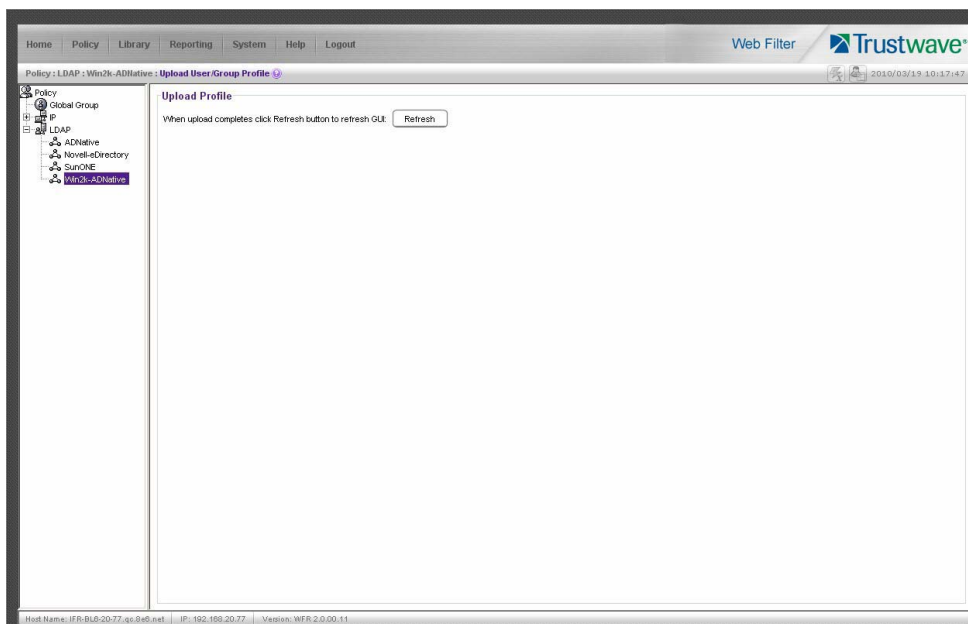 Home Policy Library Reporting System Help Logout
Web Filter
Trustwave®
Policy : LDAP : Win2k-ADNative : Upload User/Group Profile
2010/03/19 10:17:47
Policy
Global Group
IP
LDAP
ADNative
Novell-eDirectory
SunONE
Win2k-ADNative
Upload Profile
When upload completes click Refresh button to refresh GUI: Refresh
Host Name: IFR-BL6-20-77.qc.8e6.net IP: 192.168.20.77 Version: WFR 2.0.00.11